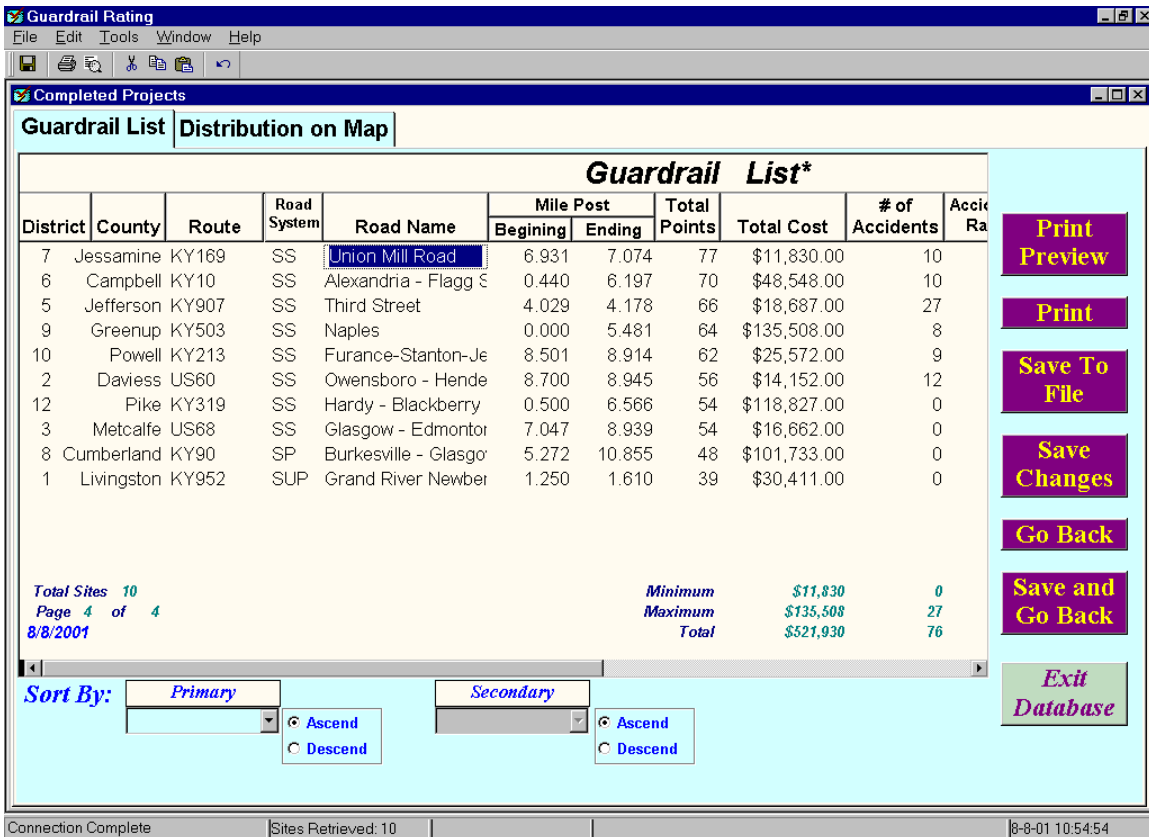 Guardrail Rating
File Edit Tools Window Help
Completed Projects
Guardrail List Distribution on Map
Guardrail List*
District County Route Road System Road Name Mile Post Begining Ending Total Points Total Cost # of Accidents Accid Ra
7 Jessamine KY169 SS Union Mill Road 6.931 7.074 77 $11,830.00 10
6 Campbell KY10 SS Alexandria - Flagg S 0.440 6.197 70 $48,548.00 10
5 Jefferson KY907 SS Third Street 4.029 4.178 66 $18,687.00 27
9 Greenup KY503 SS Naples 0.000 5.481 64 $135,508.00 8
10 Powell KY213 SS Furance-Stanton-Je 8.501 8.914 62 $25,572.00 9
2 Daviess US60 SS Owensboro - Hende 8.700 8.945 56 $14,152.00 12
12 Pike KY319 SS Hardy - Blackberry 0.500 6.566 54 $118,827.00 0
3 Metcalfe US68 SS Glasgow - Edmonton 7.047 8.939 54 $16,662.00 0
8 Cumberland KY90 SP Burkesville - Glasgo 5.272 10.855 48 $101,733.00 0
1 Livingston KY952 SUP Grand River Newber 1.250 1.610 39 $30,411.00 0
Total Sites 10 Minimum $11,830 0
Page 4 of 4 Maximum $135,508 27
8/8/2001 Total $521,930 76
Print
Preview
Print
Save To
File
Save
Changes
Go Back
Save and
Go Back
Exit
Database
Sort By: Primary Secondary
Ascend Ascend
Descend Descend
Connection Complete Sites Retrieved: 10 8-8-01 10:54:54